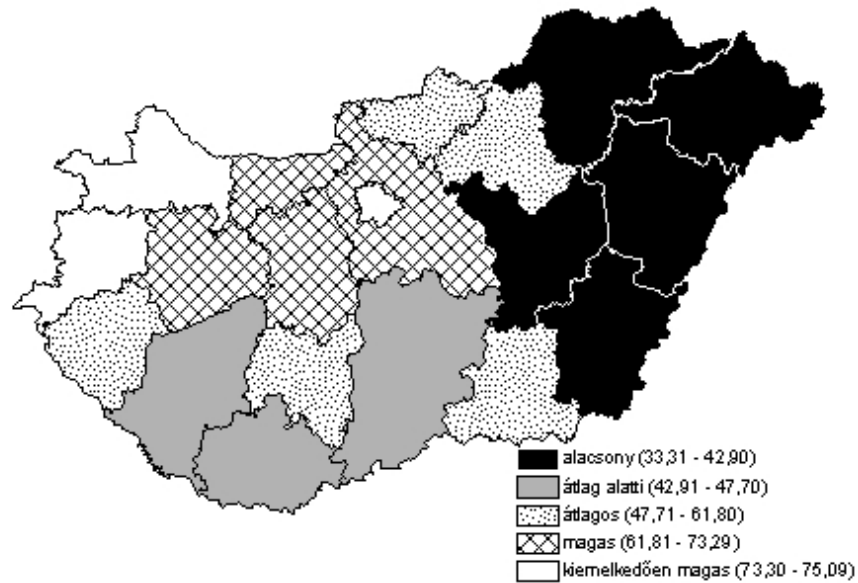 alacsony (33,31 - 42,90)
átlag alatti (42,91 - 47,70)
átlagos (47,71 - 61,80)
magas (61,81 - 73,29)
kiemelkedően magas (73,30 - 75,09)